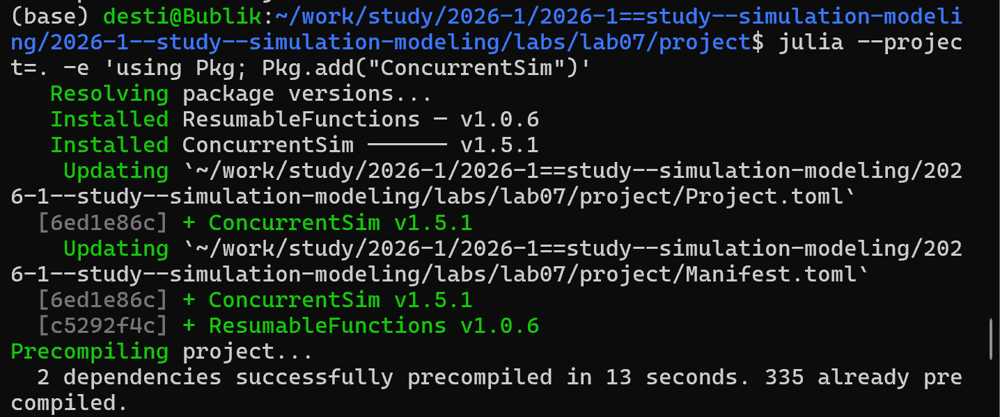 (base) desti@Bublik:~/work/study/2026-1/2026-1==study--simulation-modeli
ng/2026-1--study--simulation-modeling/labs/lab07/project$ julia --projec
t=. -e 'using Pkg; Pkg.add("ConcurrentSim")'
   Resolving package versions...
   Installed ResumableFunctions ─ v1.0.6
   Installed ConcurrentSim ────── v1.5.1
    Updating `~/work/study/2026-1/2026-1==study--simulation-modeling/202
6-1--study--simulation-modeling/labs/lab07/project/Project.toml`
  [6ed1e86c] + ConcurrentSim v1.5.1
    Updating `~/work/study/2026-1/2026-1==study--simulation-modeling/202
6-1--study--simulation-modeling/labs/lab07/project/Manifest.toml`
  [6ed1e86c] + ConcurrentSim v1.5.1
  [c5292f4c] + ResumableFunctions v1.0.6
Precompiling project...
  2 dependencies successfully precompiled in 13 seconds. 335 already pre
compiled.